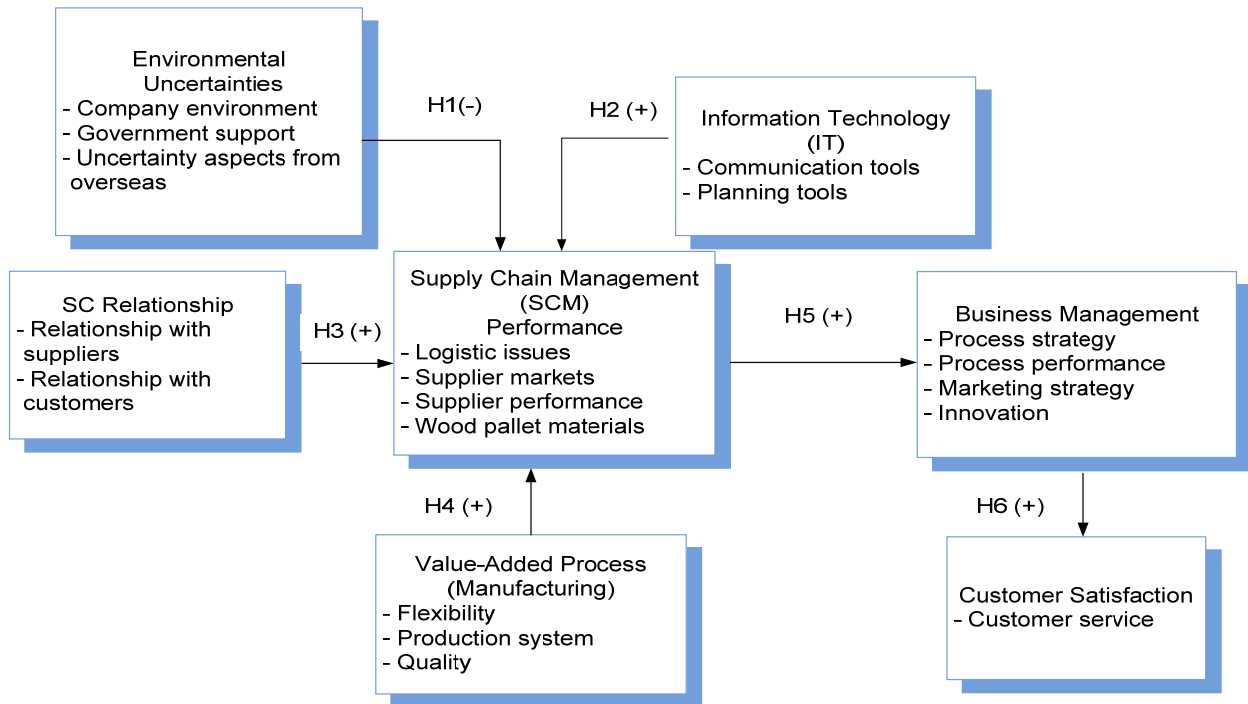 Environmental
Uncertainties
- Company environment
- Government support
- Uncertainty aspects from
overseas
H1(-)
H2 (+)
Information Technology
(IT)
- Communication tools
- Planning tools
SC Relationship
- Relationship with
suppliers
- Relationship with
customers
H3 (+)
Supply Chain Management
(SCM)
Performance
- Logistic issues
- Supplier markets
- Supplier performance
- Wood pallet materials
H5 (+)
Business Management
- Process strategy
- Process performance
- Marketing strategy
- Innovation
H4 (+)
H6 (+)
Value-Added Process
(Manufacturing)
- Flexibility
- Production system
- Quality
Customer Satisfaction
- Customer service